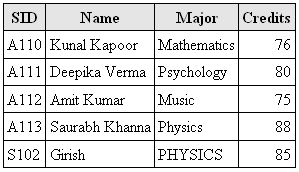 SID Name Major Credits
A110 Kunal Kapoor Mathematics 76
A111 Deepika Verma Psychology 80
A112 Amit Kumar Music 75
A113 Saurabh Khanna Physics 88
S102 Girish PHYSICS 85